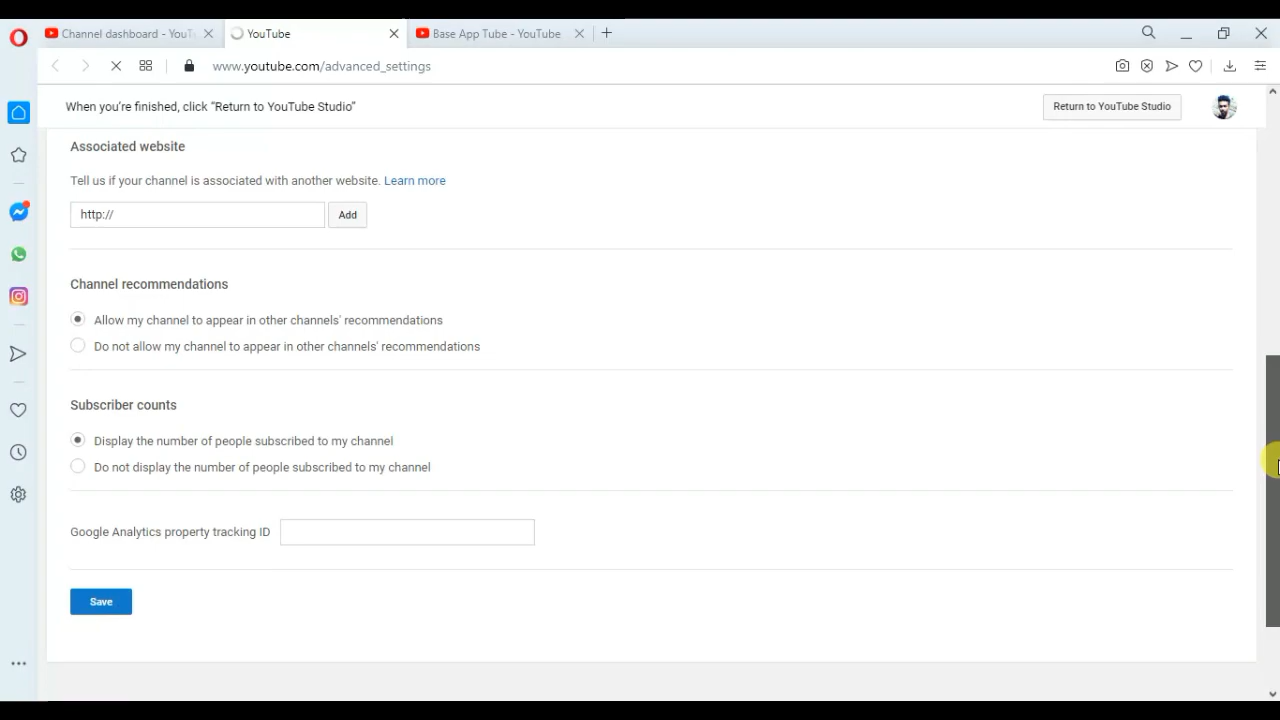 Channel dashboard - YouT
YouTube
Base App Tube - YouTube
www.youtube.com/advanced_settings
When you're finished, click "Return to YouTube Studio"
Return to YouTube Studio
Associated website
Tell us if your channel is associated with another website. Learn more
http://
Add
Channel recommendations
Allow my channel to appear in other channels' recommendations
Do not allow my channel to appear in other channels' recommendations
Subscriber counts
Display the number of people subscribed to my channel
Do not display the number of people subscribed to my channel
Google Analytics property tracking ID
Save